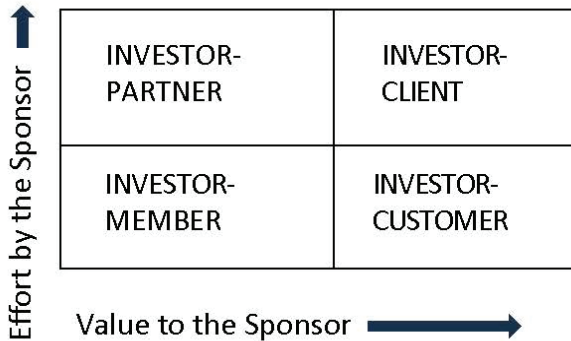 Effort by the Sponsor
INVESTOR-
PARTNER
INVESTOR-
CLIENT
INVESTOR-
MEMBER
INVESTOR-
CUSTOMER
Value to the Sponsor